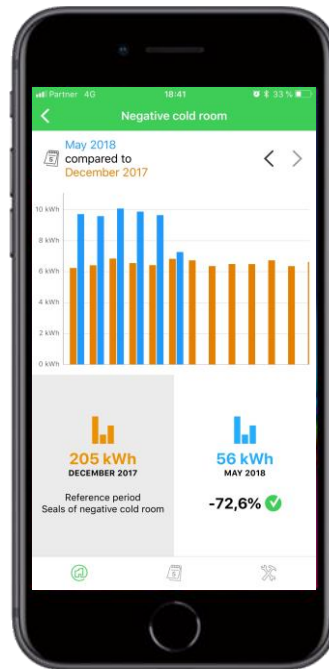 Partner 4G 18:41 33 %
Negative cold room
May 2018
compared to
December 2017
10 kWh
8 kWh
6 kWh
4 kWh
2 kWh
0 kWh
205 kWh
DECEMBER 2017
Reference period
Seals of negative cold room
56 kWh
MAY 2018
-72,6%